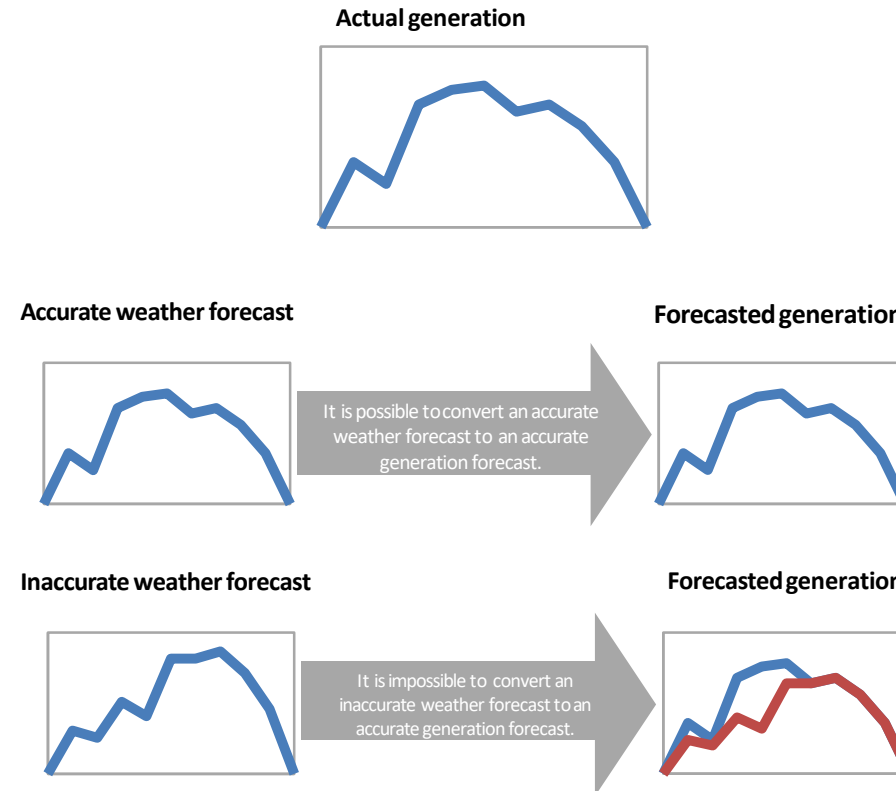 Actual generation
Accurate weather forecast
Forecasted generation
It is possible to convert an accurate
weather forecast to an accurate
generation forecast.
Inaccurate weather forecast
Forecasted generation
It is impossible to convert an
inaccurate weather forecast to an
accurate generation forecast.